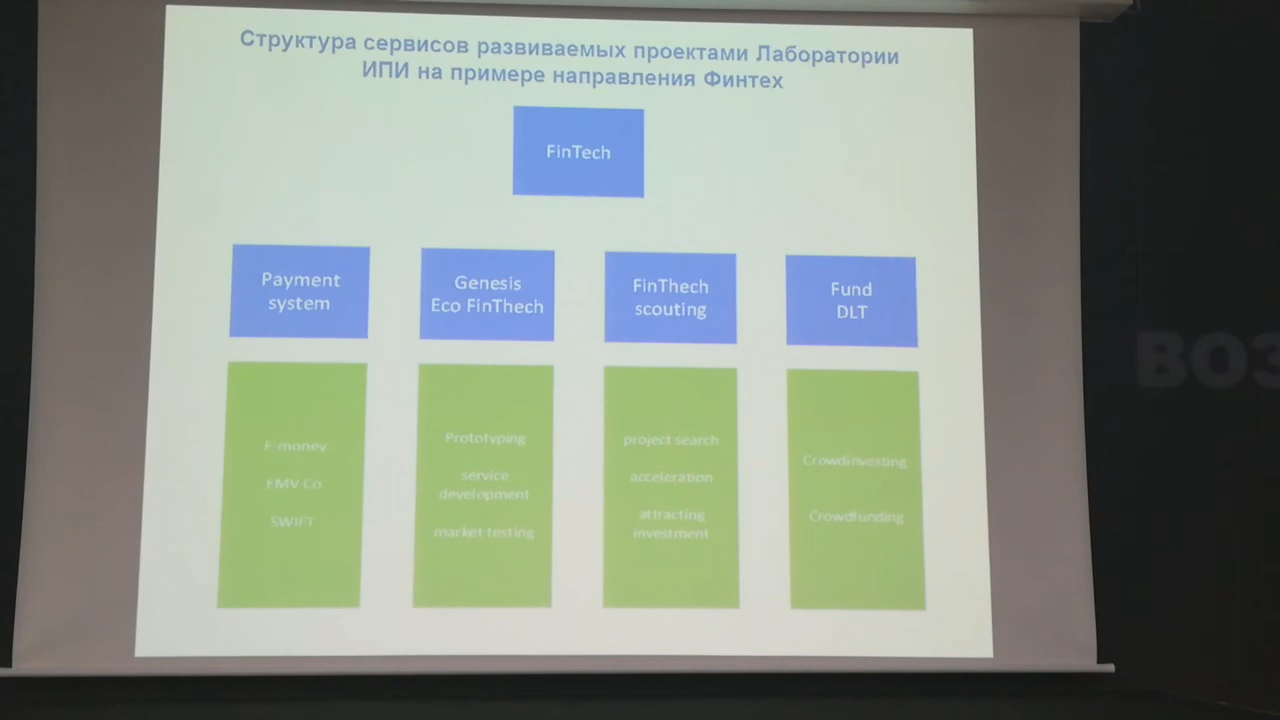 Структура сервисов развиваемых проектами Лаборатории
ИПИ на примере направления Финтех
FinTech
Payment
system
Genesis
Eco FinThech
FinThech
scouting
Fund
DLT
money
EMV Co
SWIFT
Prototyping
service
development
market testing
project search
acceleration
attracting
investment
Crowdinvesting
Crowdfunding
ВОЗ